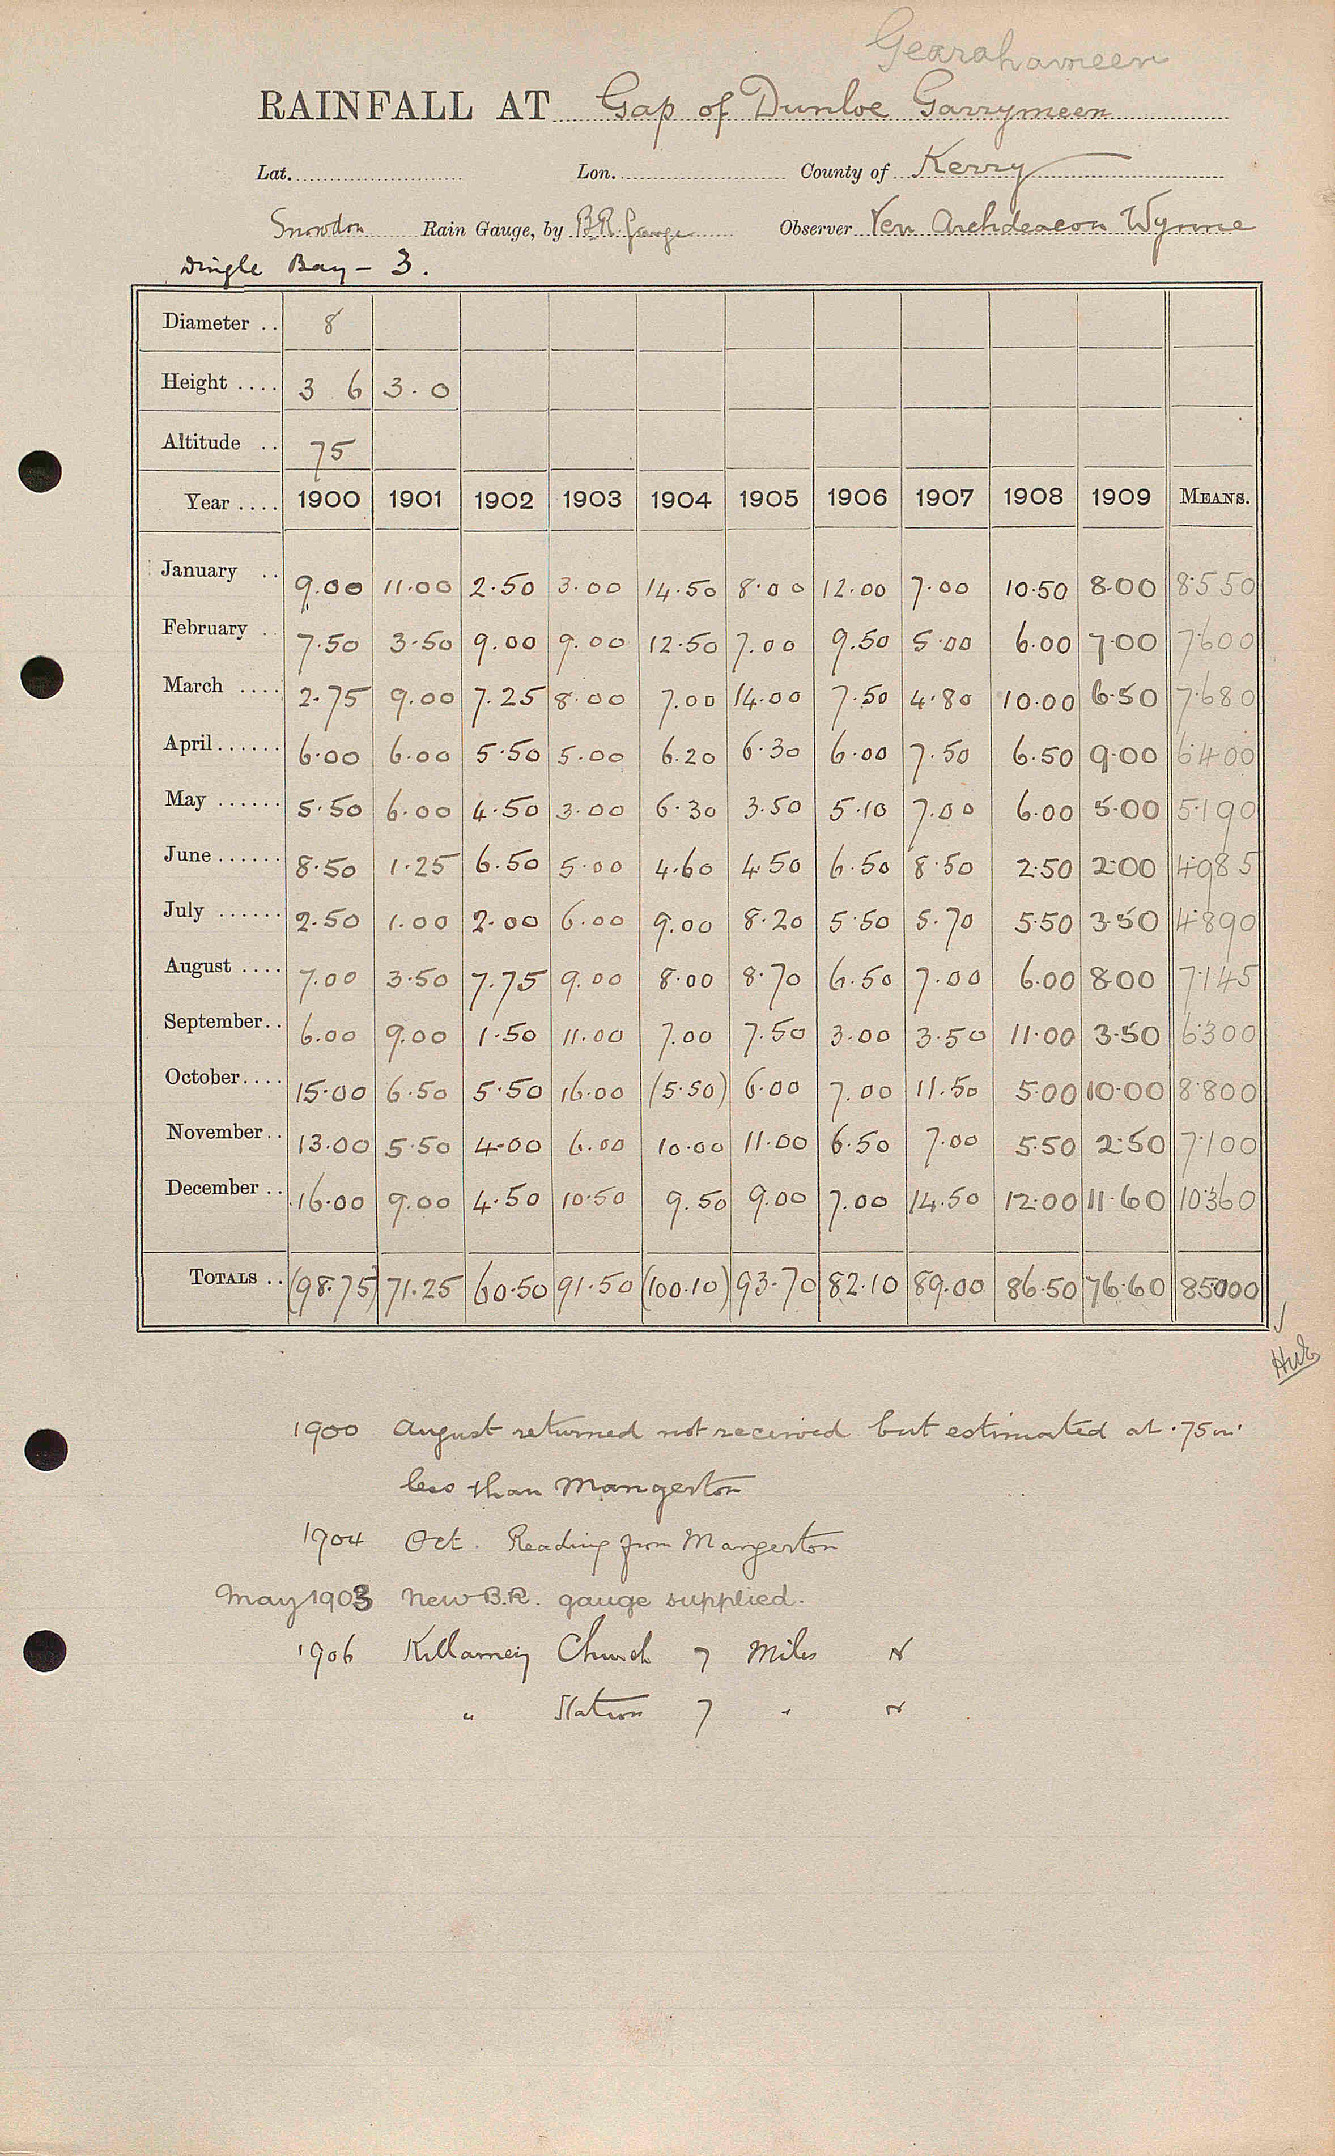 Gearahameen
RAINFALL AT Gap of Dunloe Garrymeen
Lat. Lon. County of Kerry
Snowdon Rain Gauge, by B.R. Gauge Observer Ven Archdeacon Wynne
Dingle Bay - 3.
Diameter .. 8
Height .... 3 6 3.0
Altitude .. 75
Year .... 1900 1901 1902 1903 1904 1905 1906 1907 1908 1909 MEANS.
January .. 9.00 11.00 2.50 3.00 14.50 8.00 12.00 7.00 10.50 8.00 8.550
February .. 7.50 3.50 9.00 9.00 12.50 7.00 9.50 5.00 6.00 7.00 7.600
March .... 2.75 9.00 7.25 8.00 7.00 14.00 7.50 4.80 10.00 6.50 7.680
April ...... 6.00 6.00 5.50 5.00 6.20 6.30 6.00 7.50 6.50 9.00 6.400
May ...... 5.50 6.00 4.50 3.00 6.30 3.50 5.10 7.00 6.00 5.00 5.190
June ...... 8.50 1.25 6.50 5.00 4.60 4.50 6.50 8.50 2.50 2.00 4.985
July ...... 2.50 1.00 2.00 6.00 9.00 8.20 5.50 5.70 5.50 3.50 4.890
August .... 7.00 3.50 7.75 9.00 8.00 8.70 6.50 7.00 6.00 8.00 7.145
September .. 6.00 9.00 1.50 11.00 7.00 7.50 3.00 3.50 11.00 3.50 6.300
October .... 15.00 6.50 5.50 16.00 (5.50) 6.00 7.00 11.50 5.00 10.00 8.800
November .. 13.00 5.50 4.00 6.00 10.00 11.00 6.50 7.00 5.50 2.50 7.100
December .. 16.00 9.00 4.50 10.50 9.50 9.00 7.00 14.50 12.00 11.60 10.360
TOTALS .. (98.75) 71.25 60.50 91.50 (100.10) 93.70 82.10 89.00 86.50 76.60 85.000
1900 August returned not received but estimated at .75 in.
less than Mangerton
1904 Oct. Reading from Mangerton
May 1903 New B.R. gauge supplied.
1906 Killarney Church 7 Miles N
" Station 7 " N